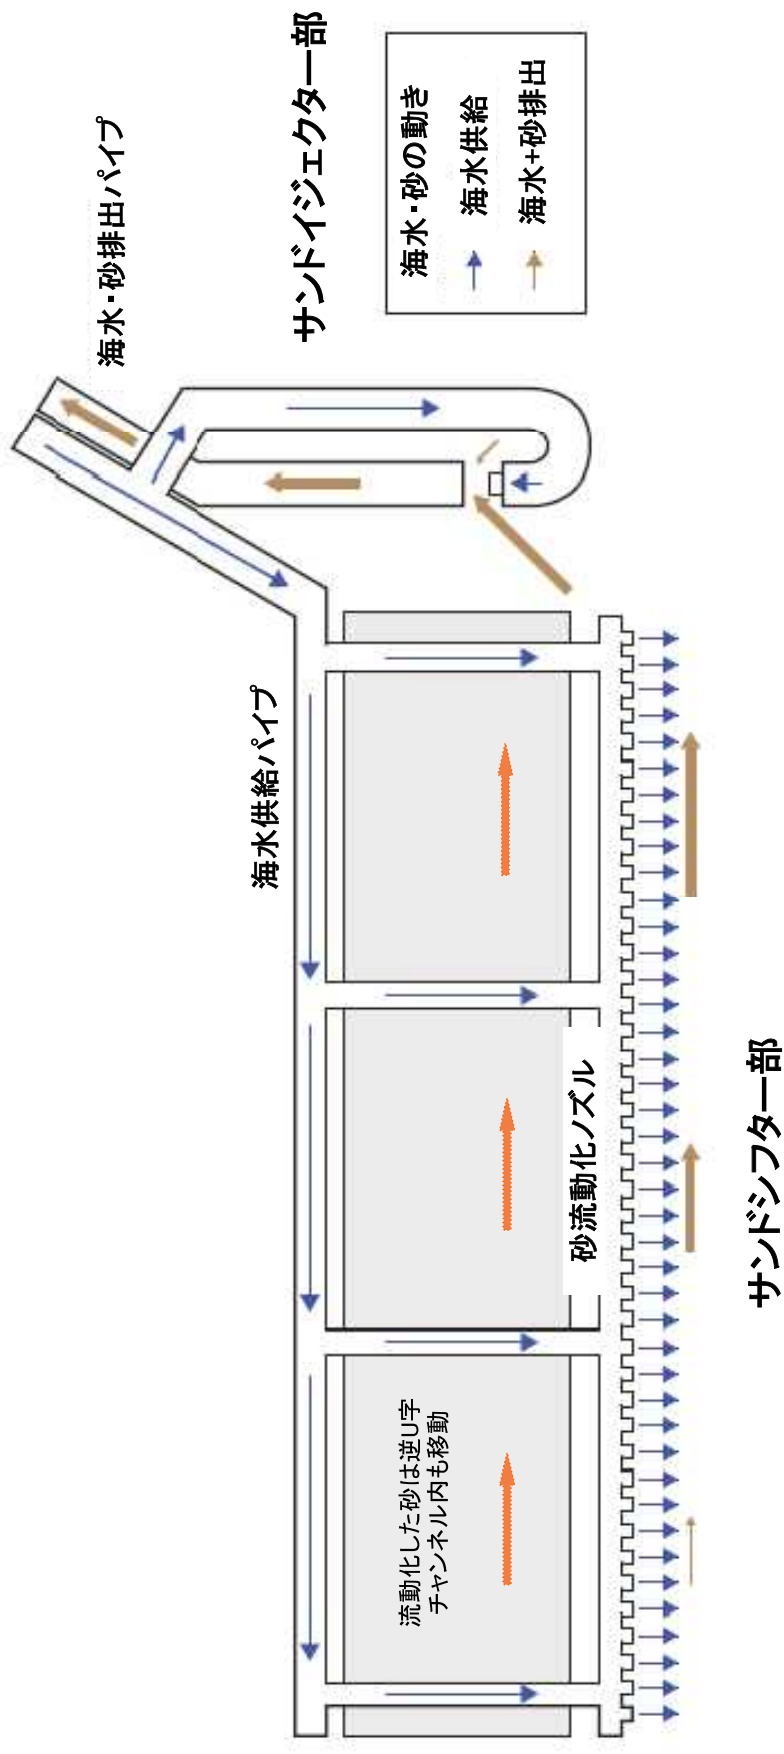 海水・砂排出パイプ
サンドイジェクター部
海水・砂の動き
海水供給
海水+砂排出
海水供給パイプ
砂流動化ノズル
流動化した砂は逆U字
チャンネル内も移動
サンドシフター部